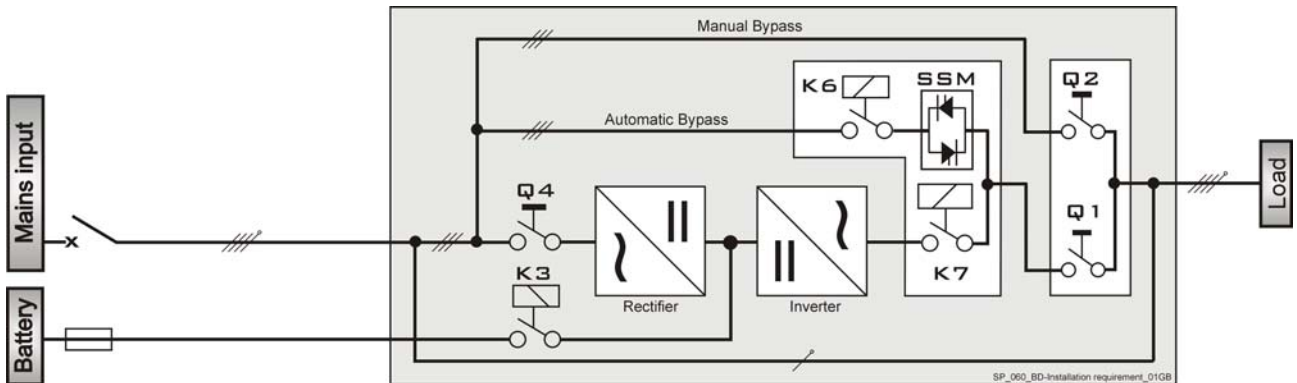 Manual Bypass
K6
SSM
Q2
Automatic Bypass
Mains input
Q4
Q1
Load
K7
K3
Rectifier
Inverter
Battery
SP_060_BD-Installation requirement_01GB